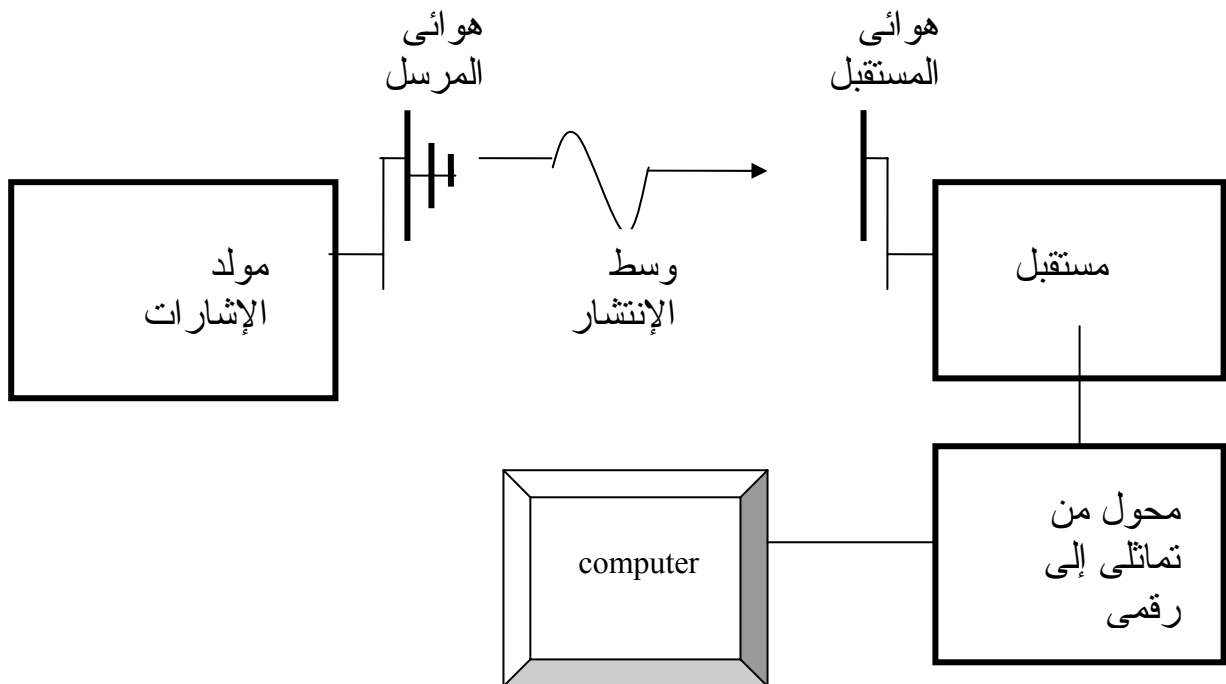 هوائى
المرسل
هوائى
المستقبل
مولد
الإشارات
وسط
الإنتشار
مستقبل
محول من
تماثلى إلى
رقمى
computer